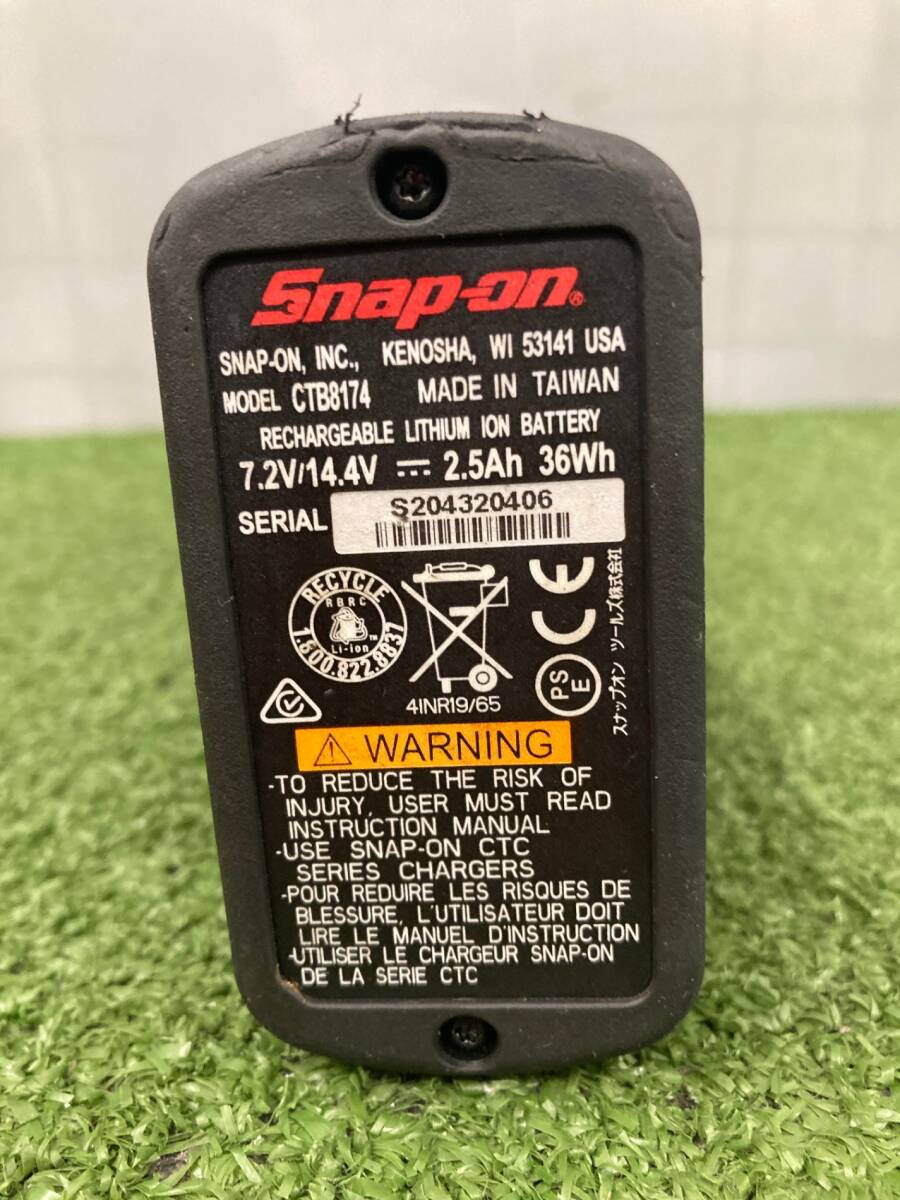 Snap-on®
SNAP-ON, INC., KENOSHA, WI 53141 USA
MODEL CTB8174 MADE IN TAIWAN
RECHARGEABLE LITHIUM ION BATTERY
7.2V/14.4V 2.5Ah 36Wh
SERIAL S204320406
RECYCLE
RBRC
TM
Li-ion
1.800.822.8837
4INR19/65
CE
PSE
スナップオン ツールズ株式会社
WARNING
-TO REDUCE THE RISK OF
INJURY, USER MUST READ
INSTRUCTION MANUAL
-USE SNAP-ON CTC
SERIES CHARGERS
-POUR REDUIRE LES RISQUES DE
BLESSURE, L'UTILISATEUR DOIT
LIRE LE MANUEL D'INSTRUCTION
-UTILISER LE CHARGEUR SNAP-ON
DE LA SERIE CTC